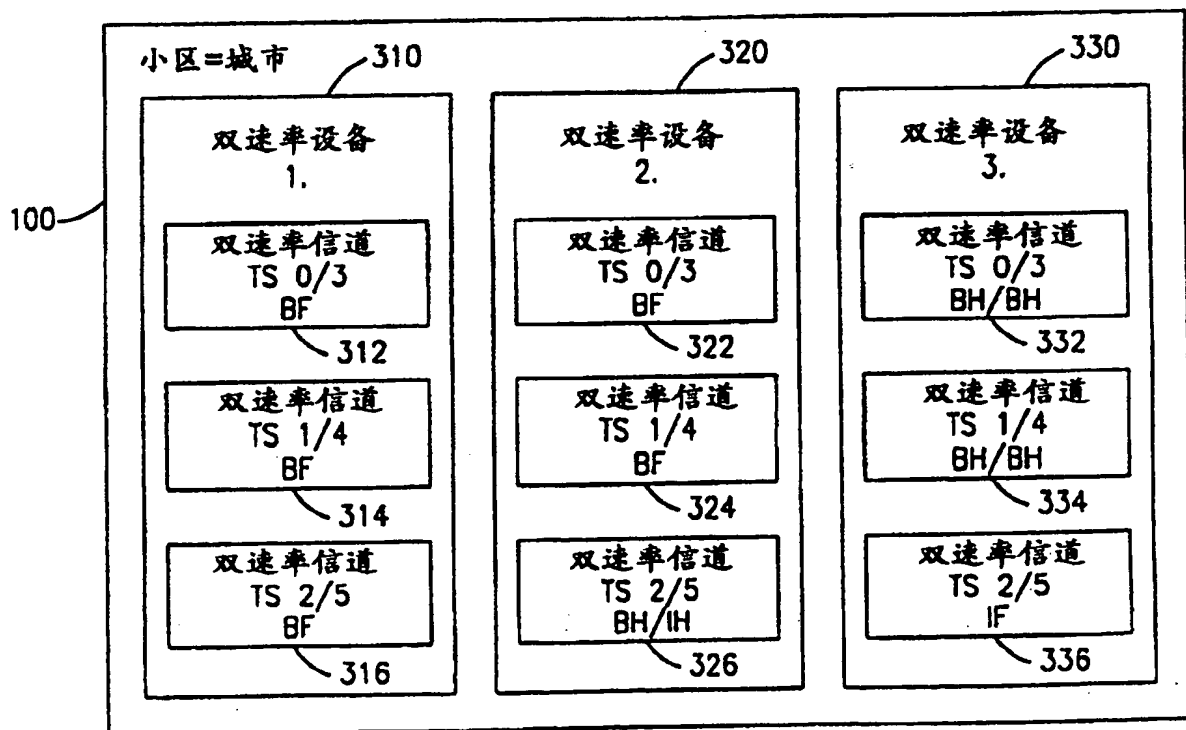 小区=城市
310
320
330
100
双速率设备
1.
双速率信道
TS 0/3
BF
312
双速率信道
TS 1/4
BF
314
双速率信道
TS 2/5
BF
316
双速率设备
2.
双速率信道
TS 0/3
BF
322
双速率信道
TS 1/4
BF
324
双速率信道
TS 2/5
BH/IH
326
双速率设备
3.
双速率信道
TS 0/3
BH/BH
332
双速率信道
TS 1/4
BH/BH
334
双速率信道
TS 2/5
IF
336